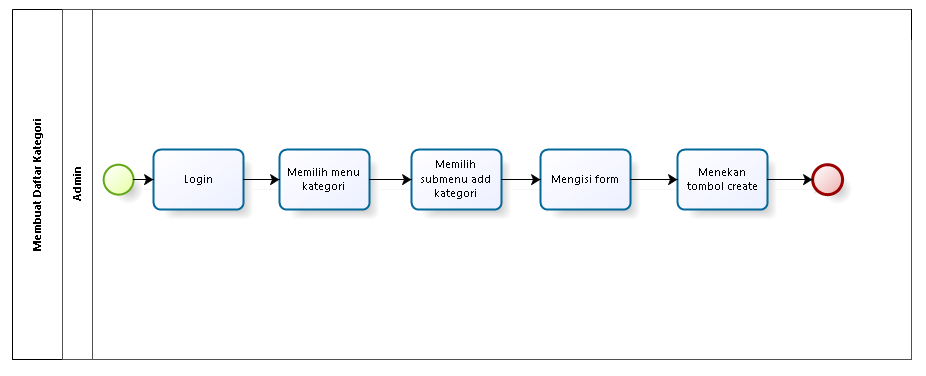 Membuat Daftar Kategori
Admin
Login
Memilih menu
kategori
Memilih
submenu add
kategori
Mengisi form
Menekan
tombol create